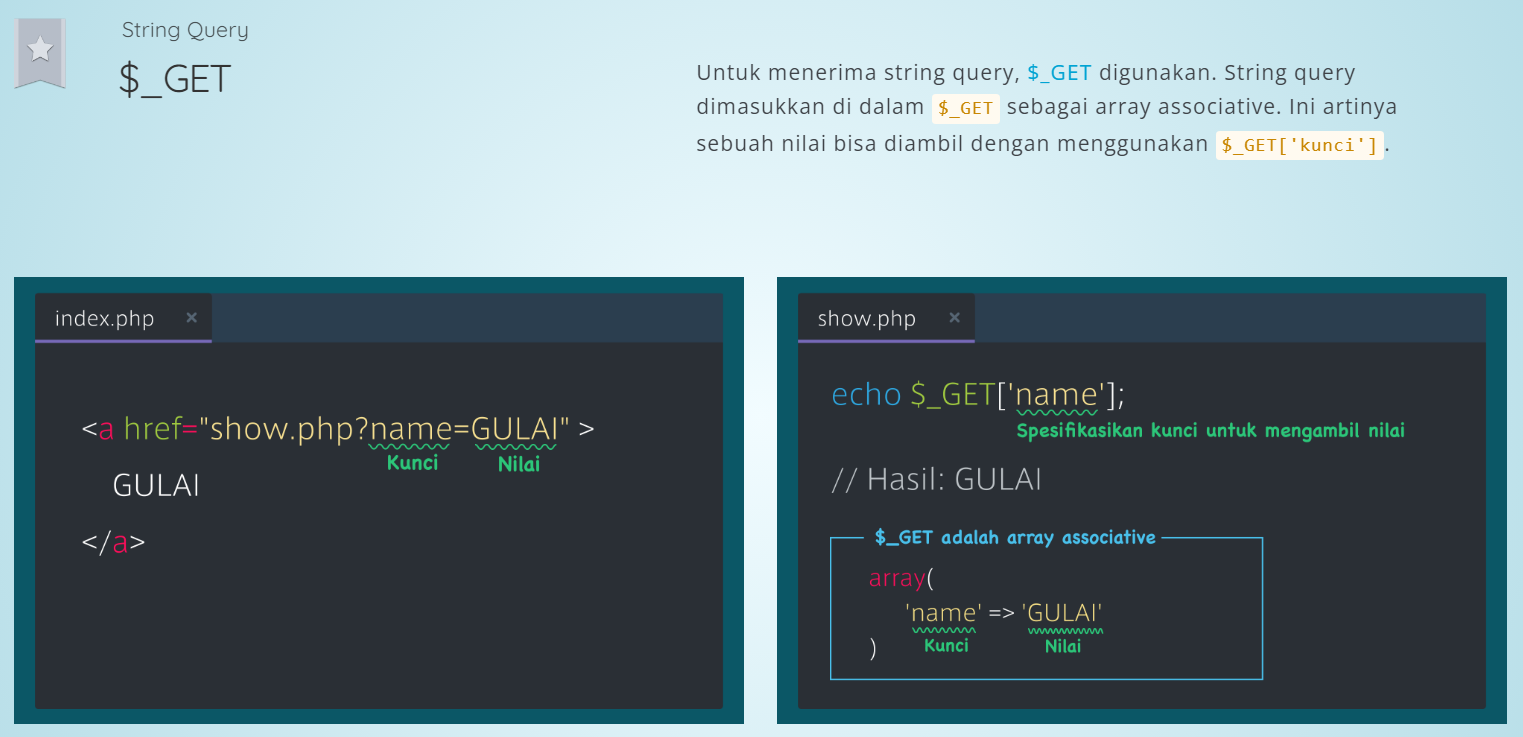 String Query
$_GET
Untuk menerima string query, $_GET digunakan. String query
dimasukkan di dalam $_GET sebagai array associative. Ini artinya
sebuah nilai bisa diambil dengan menggunakan $_GET['kunci'].
index.php ×
<a href="show.php?name=GULAI" >
Kunci Nilai
GULAI
</a>
show.php ×
echo $_GET['name'];
Spesifikasikan kunci untuk mengambil nilai
// Hasil: GULAI
$_GET adalah array associative
array(
'name' => 'GULAI'
Kunci Nilai
)